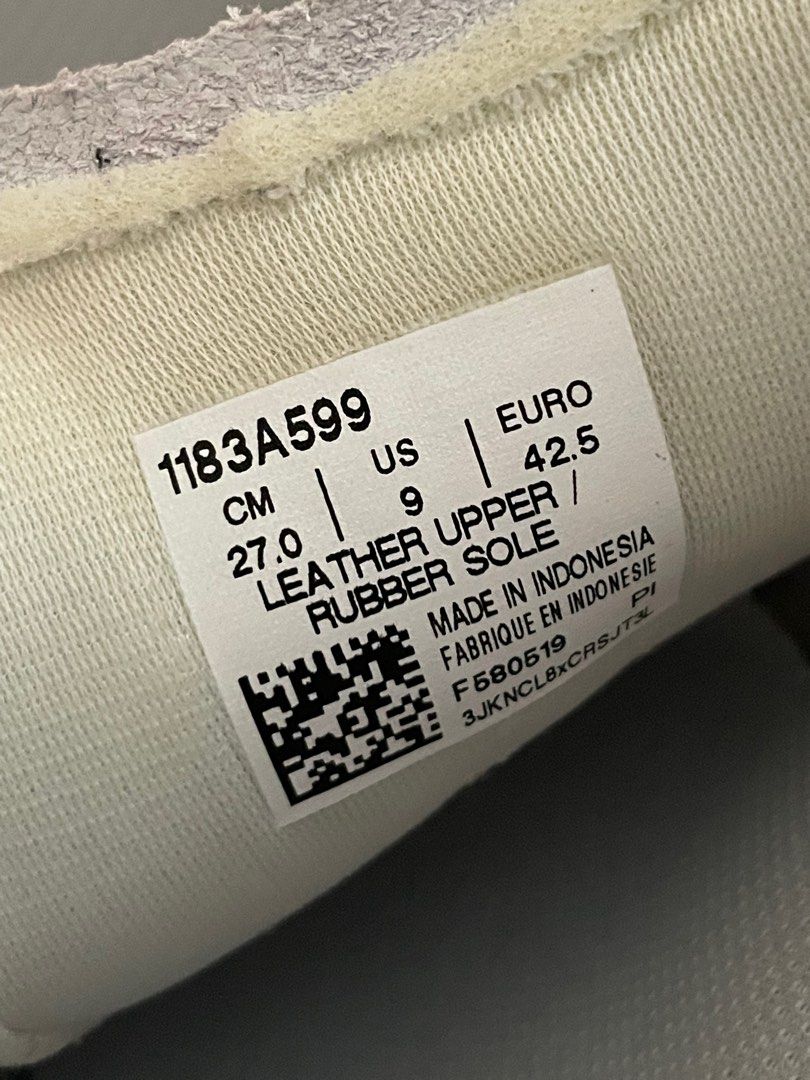 1183A599
CM | US | EURO
27.0 | 9 | 42.5
LEATHER UPPER /
RUBBER SOLE
MADE IN INDONESIA
FABRIQUE EN INDONESIE
F580519 PI
3JKNCL8xCRSJT3L